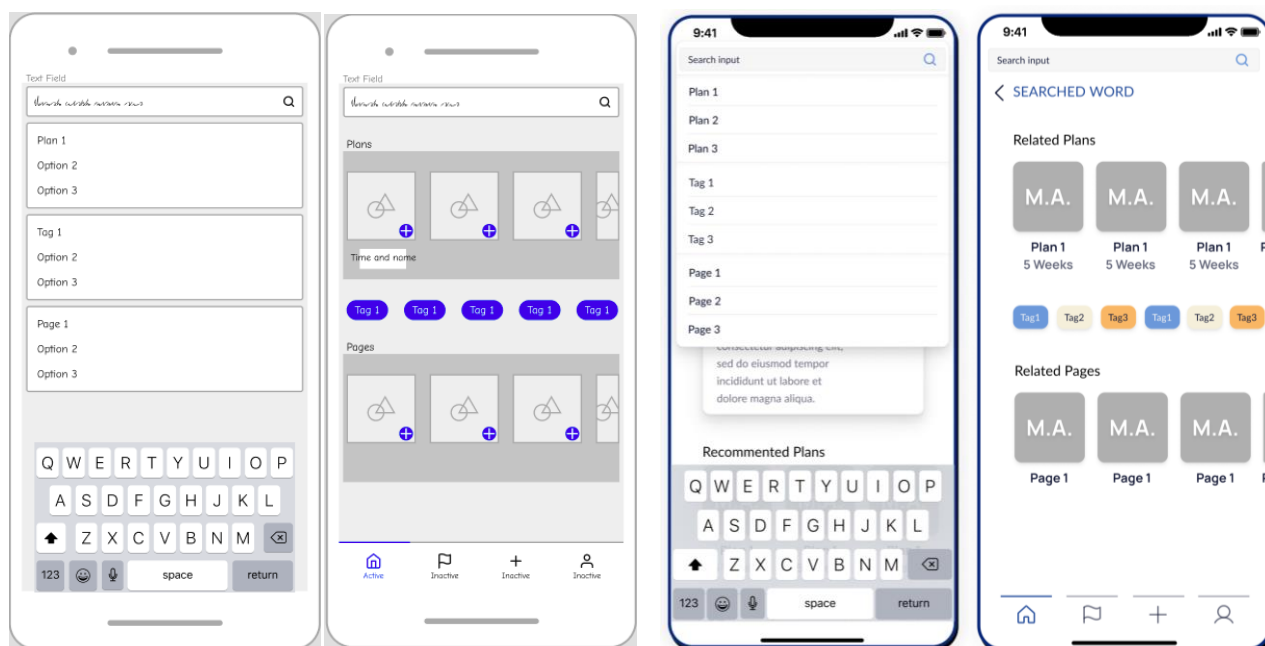 Text Field
Plan 1
Option 2
Option 3
Tag 1
Option 2
Option 3
Page 1
Option 2
Option 3
Q W E R T Y U I O P
A S D F G H J K L
Z X C V B N M
123 space return
Text Field
Plans
Time and name
Tag 1 Tag 1 Tag 1 Tag 1 Tag 1
Pages
Active Inactive Inactive Inactive
9:41
Search input
Plan 1
Plan 2
Plan 3
Tag 1
Tag 2
Tag 3
Page 1
Page 2
Page 3
consectetur adipiscing elit,
sed do eiusmod tempor
incididunt ut labore et
dolore magna aliqua.
Recommented Plans
Q W E R T Y U I O P
A S D F G H J K L
Z X C V B N M
123 space return
9:41
Search input
SEARCHED WORD
Related Plans
M.A. M.A. M.A.
Plan 1 Plan 1 Plan 1
5 Weeks 5 Weeks 5 Weeks
Tag1 Tag2 Tag3 Tag1 Tag2 Tag3
Related Pages
M.A. M.A. M.A.
Page 1 Page 1 Page 1